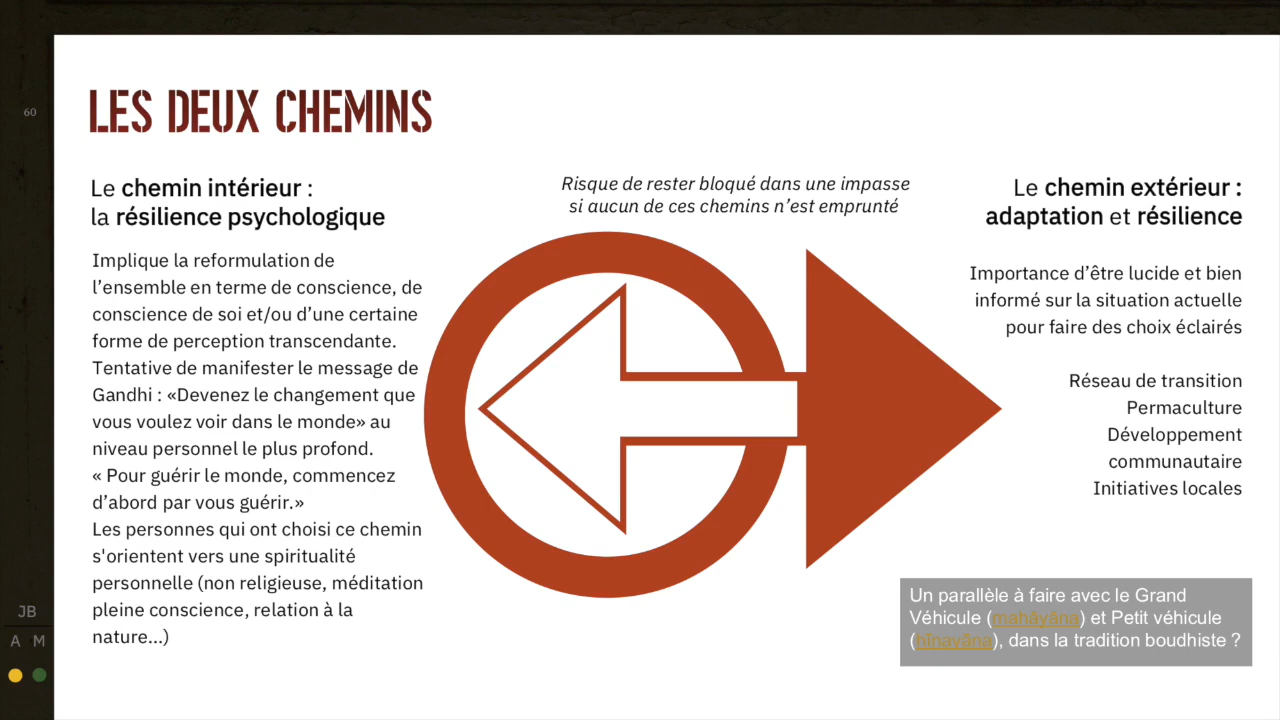 60
LES DEUX CHEMINS
Le chemin intérieur :
la résilience psychologique
Implique la reformulation de
l’ensemble en terme de conscience, de
conscience de soi et/ou d’une certaine
forme de perception transcendante.
Tentative de manifester le message de
Gandhi : «Devenez le changement que
vous voulez voir dans le monde» au
niveau personnel le plus profond.
« Pour guérir le monde, commencez
d’abord par vous guérir.»
Les personnes qui ont choisi ce chemin
s'orientent vers une spiritualité
personnelle (non religieuse, méditation
pleine conscience, relation à la
nature...)
Risque de rester bloqué dans une impasse
si aucun de ces chemins n’est emprunté
Le chemin extérieur :
adaptation et résilience
Importance d’être lucide et bien
informé sur la situation actuelle
pour faire des choix éclairés
Réseau de transition
Permaculture
Développement
communautaire
Initiatives locales
Un parallèle à faire avec le Grand
Véhicule (mahāyāna) et Petit véhicule
(hīnayāna), dans la tradition boudhiste ?
JB
A M